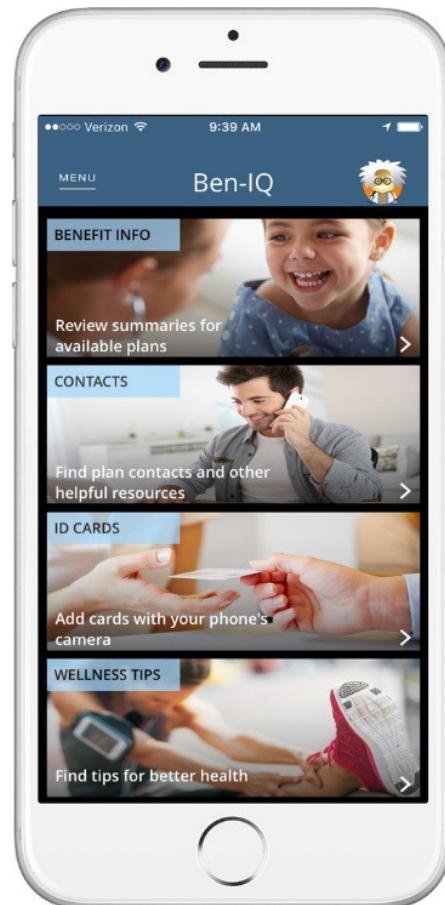 ●●○○○ Verizon 9:39 AM
MENU
Ben-IQ
BENEFIT INFO
Review summaries for
available plans
CONTACTS
Find plan contacts and other
helpful resources
ID CARDS
Add cards with your phone's
camera
WELLNESS TIPS
Find tips for better health